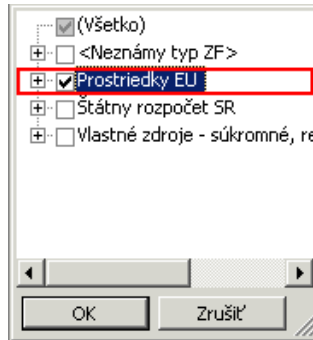 (Všetko)
<Neznámy typ ZF>
Prostriedky EU
Štátny rozpočet SR
Vlastné zdroje - súkromné, re
OK
Zrušiť